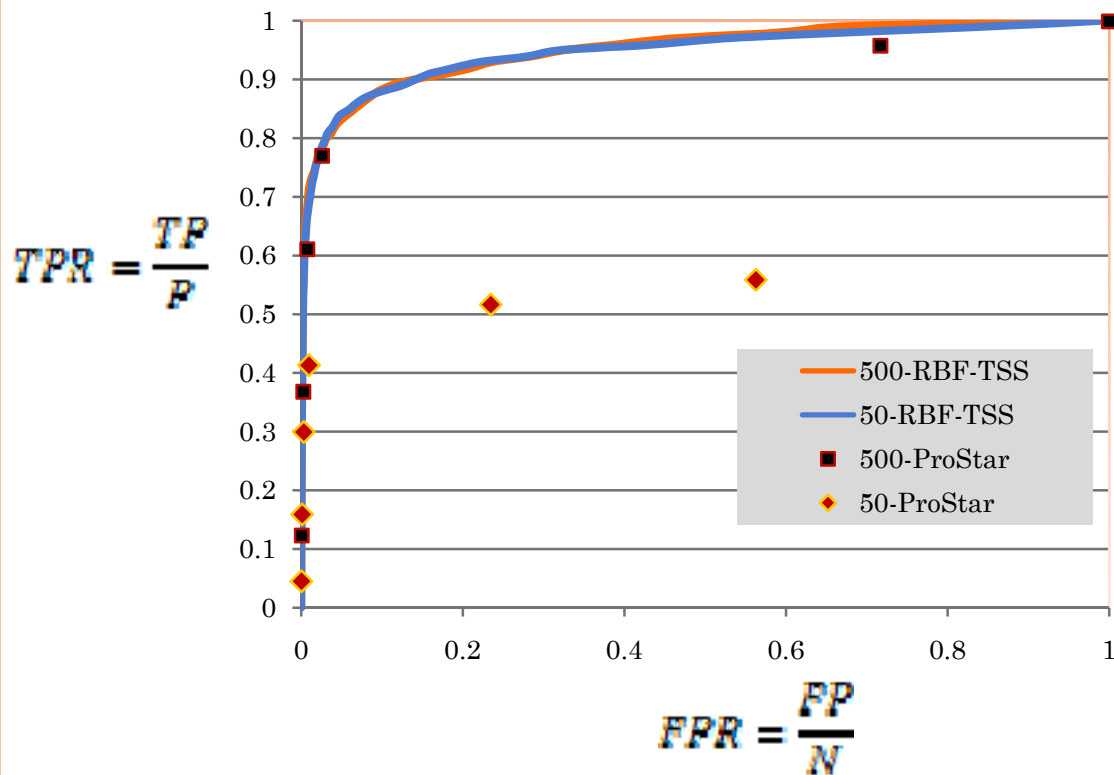 1
0.9
0.8
0.7
0.6
0.5
0.4
0.3
0.2
0.1
0
TPR = TP/P
500-RBF-TSS
50-RBF-TSS
500-ProStar
50-ProStar
0 0.2 0.4 0.6 0.8 1
FPR = FP/N